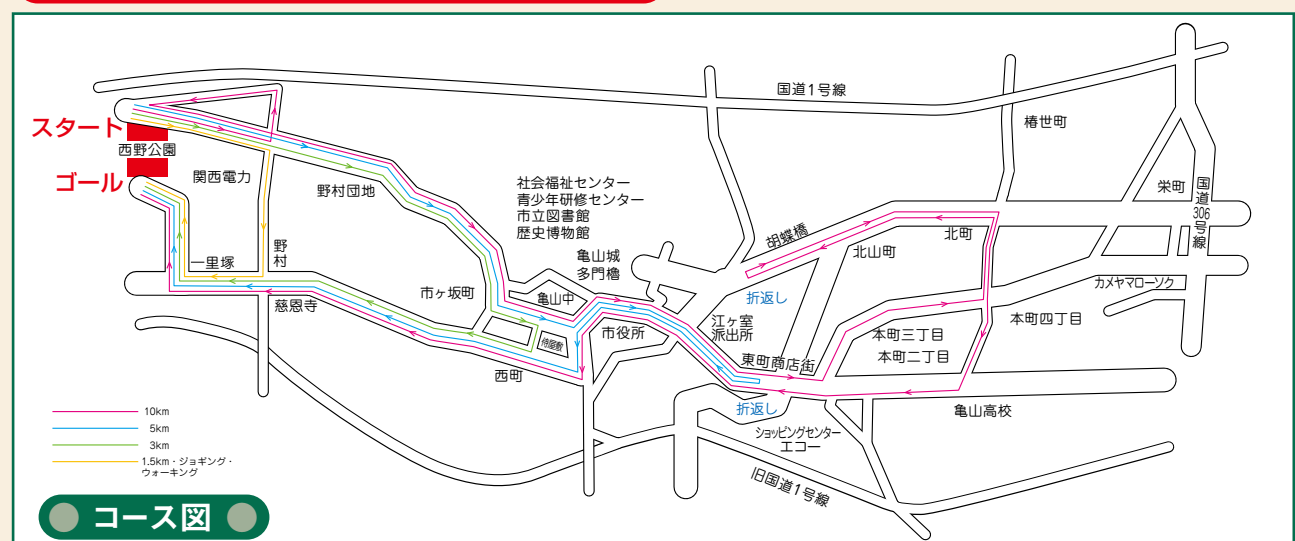 国道1号線
椿世町
スタート
西野公園
ゴール
関西電力
野村団地
社会福祉センター
青少年研修センター
市立図書館
歴史博物館
亀山城
多門櫓
胡蝶橋
北山町
北町
栄町
国道306号線
カメヤマローソク
野村
一里塚
慈恩寺
市ヶ坂町
亀山中
侍屋敷
市役所
西町
折返し
江ヶ室
派出所
東町商店街
本町三丁目
本町二丁目
本町四丁目
折返し
亀山高校
ショッピングセンター
エコー
旧国道1号線
10km
5km
3km
1.5km・ジョギング・
ウォーキング
コース図